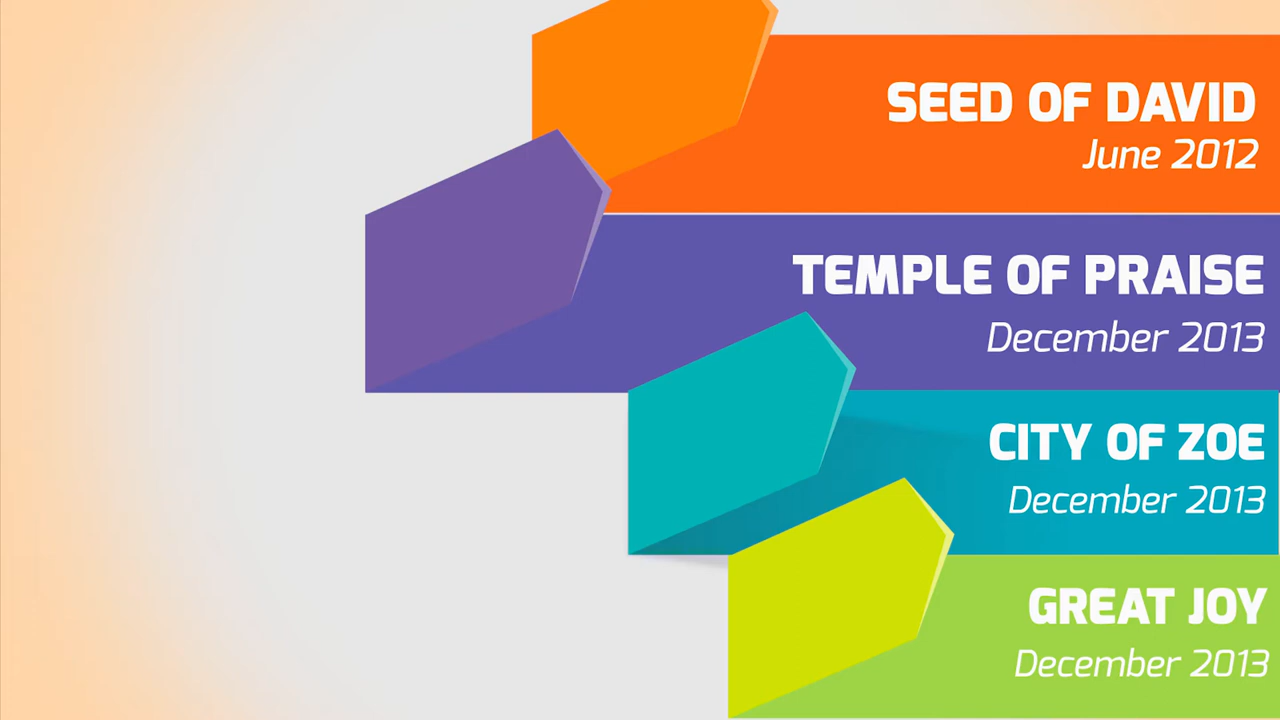 SEED OF DAVID
June 2012
TEMPLE OF PRAISE
December 2013
CITY OF ZOE
December 2013
GREAT JOY
December 2013